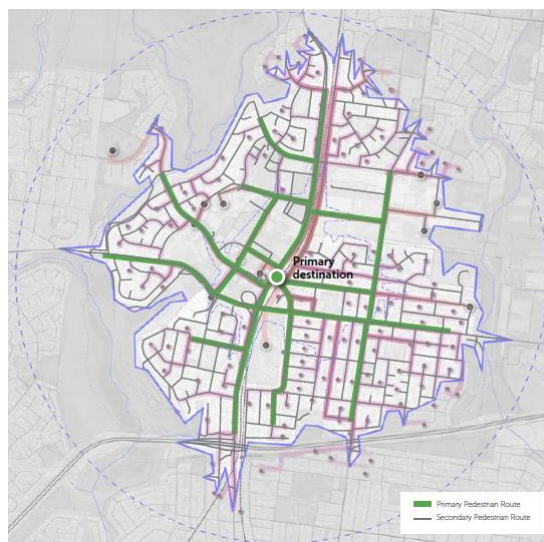 Primary
destination
Primary Pedestrian Route
Secondary Pedestrian Route